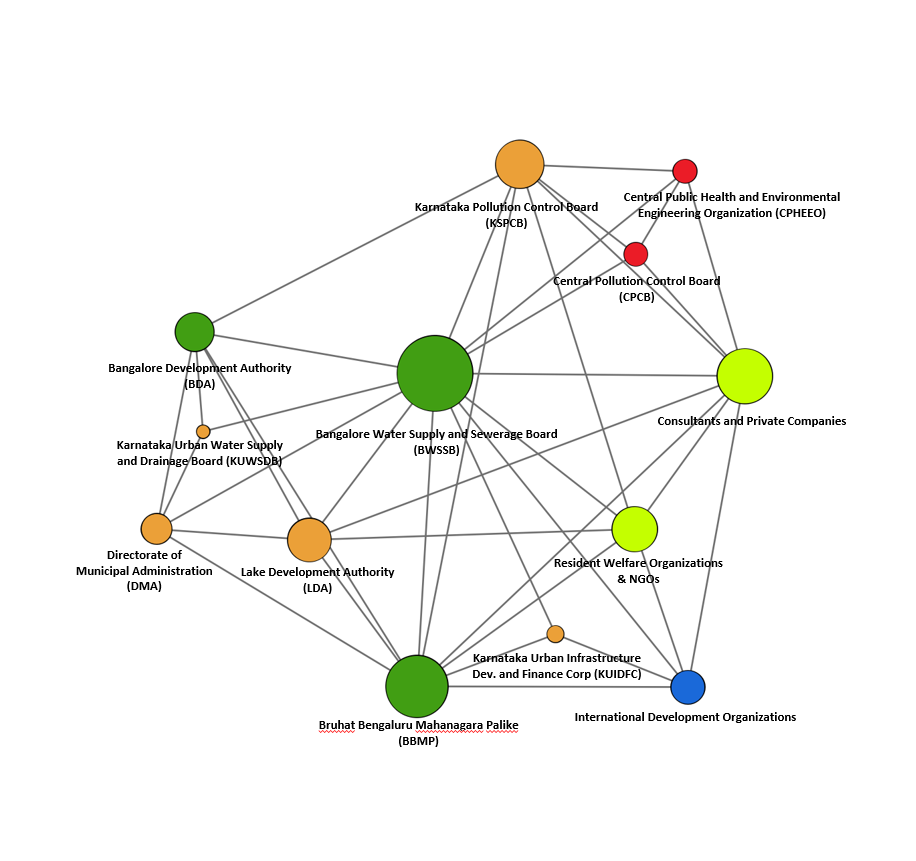 Central Public Health and Environmental
Engineering Organization (CPHEEO)
Karnataka Pollution Control Board
(KSPCB)
Central Pollution Control Board
(CPCB)
Bangalore Development Authority
(BDA)
Consultants and Private Companies
Bangalore Water Supply and Sewerage Board
(BWSSB)
Karnataka Urban Water Supply
and Drainage Board (KUWSDB)
Directorate of
Municipal Administration
(DMA)
Lake Development Authority
(LDA)
Resident Welfare Organizations
& NGOs
Karnataka Urban Infrastructure
Dev. and Finance Corp (KUIDFC)
International Development Organizations
Bruhat Bengaluru Mahanagara Palike
(BBMP)